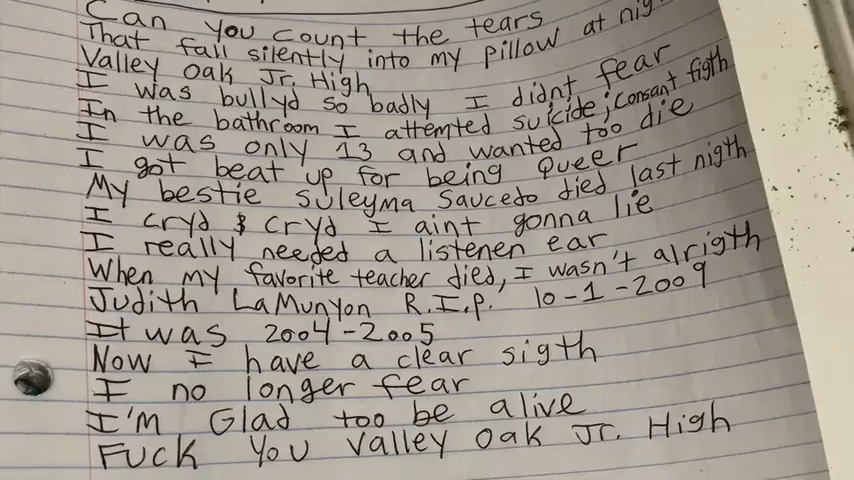 Can you count the tears
That fall silently into my pillow at nig
Valley Oak Jr. High
I was bullyd so badly I didnt fear
In the bathroom I attemted suicide; consant figth
I was only 13 and wanted too die
I got beat up for being Queer
My bestie Suleyma Saucedo died last nigth
I cryd & cryd I aint gonna lie
I really needed a listenen ear
When my favorite teacher died, I wasn't alrigth
Judith LaMunyon R.I.P. 10-1-2009
It was 2004-2005
Now I have a clear sigth
I no longer fear
I'm Glad too be alive
Fuck You Valley Oak Jr. High